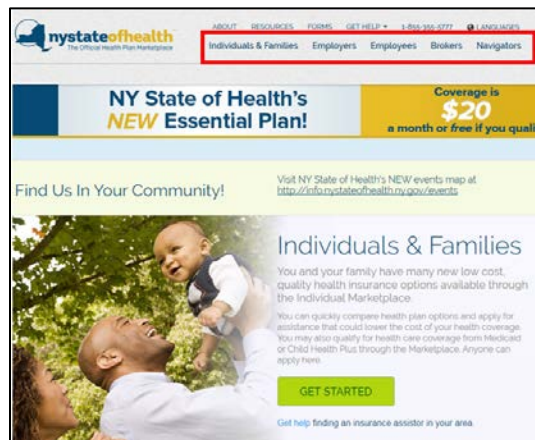 nystateofhealth
The Official Health Plan Marketplace
ABOUT RESOURCES FORMS GET HELP 1-855-355-5777 LANGUAGES
Individuals & Families Employers Employees Brokers Navigators
NY State of Health's
NEW Essential Plan!
Coverage is
$20
a month or free if you quali
Find Us In Your Community!
Visit NY State of Health's NEW events map at
http://info.nystateofhealth.ny.gov/events
Individuals & Families
You and your family have many new low cost,
quality health insurance options available through
the Individual Marketplace.
You can quickly compare health plan options and apply for
assistance that could lower the cost of your health coverage.
You may also qualify for health care coverage from Medicaid
or Child Health Plus through the Marketplace. Anyone can
apply here.
GET STARTED
Get help finding an insurance assistor in your area